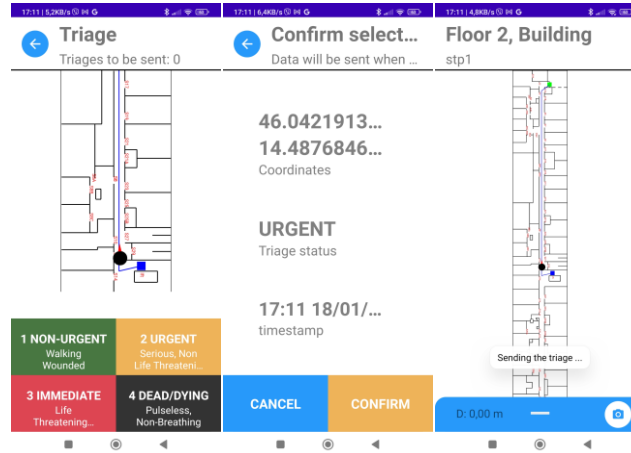 17:11 | 5,2KB/s
Triage
Triages to be sent: 0
1 NON-URGENT
Walking
Wounded
2 URGENT
Serious, Non
Life Threateni...
3 IMMEDIATE
Life
Threatening...
4 DEAD/DYING
Pulseless,
Non-Breathing
17:11 | 6,4KB/s
Confirm select...
Data will be sent when ...
46.0421913...
14.4876846...
Coordinates
URGENT
Triage status
17:11 18/01/...
timestamp
CANCEL
CONFIRM
17:11 | 4,8KB/s
Floor 2, Building
stp1
Sending the triage ...
D: 0,00 m